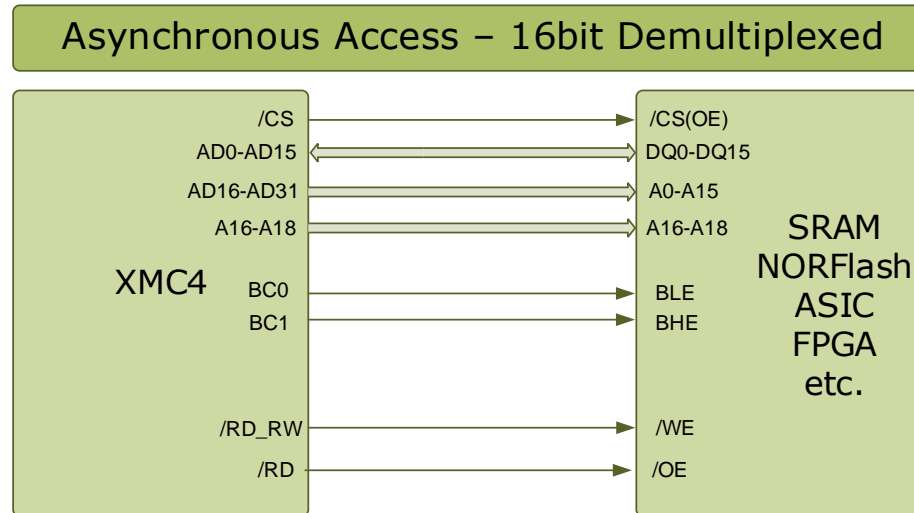 Asynchronous Access – 16bit Demultiplexed
/CS
/CS(OE)
AD0-AD15
DQ0-DQ15
AD16-AD31
A0-A15
A16-A18
A16-A18
XMC4
BC0
BLE
BC1
BHE
SRAM
NORFlash
ASIC
FPGA
etc.
/RD_RW
/WE
/RD
/OE